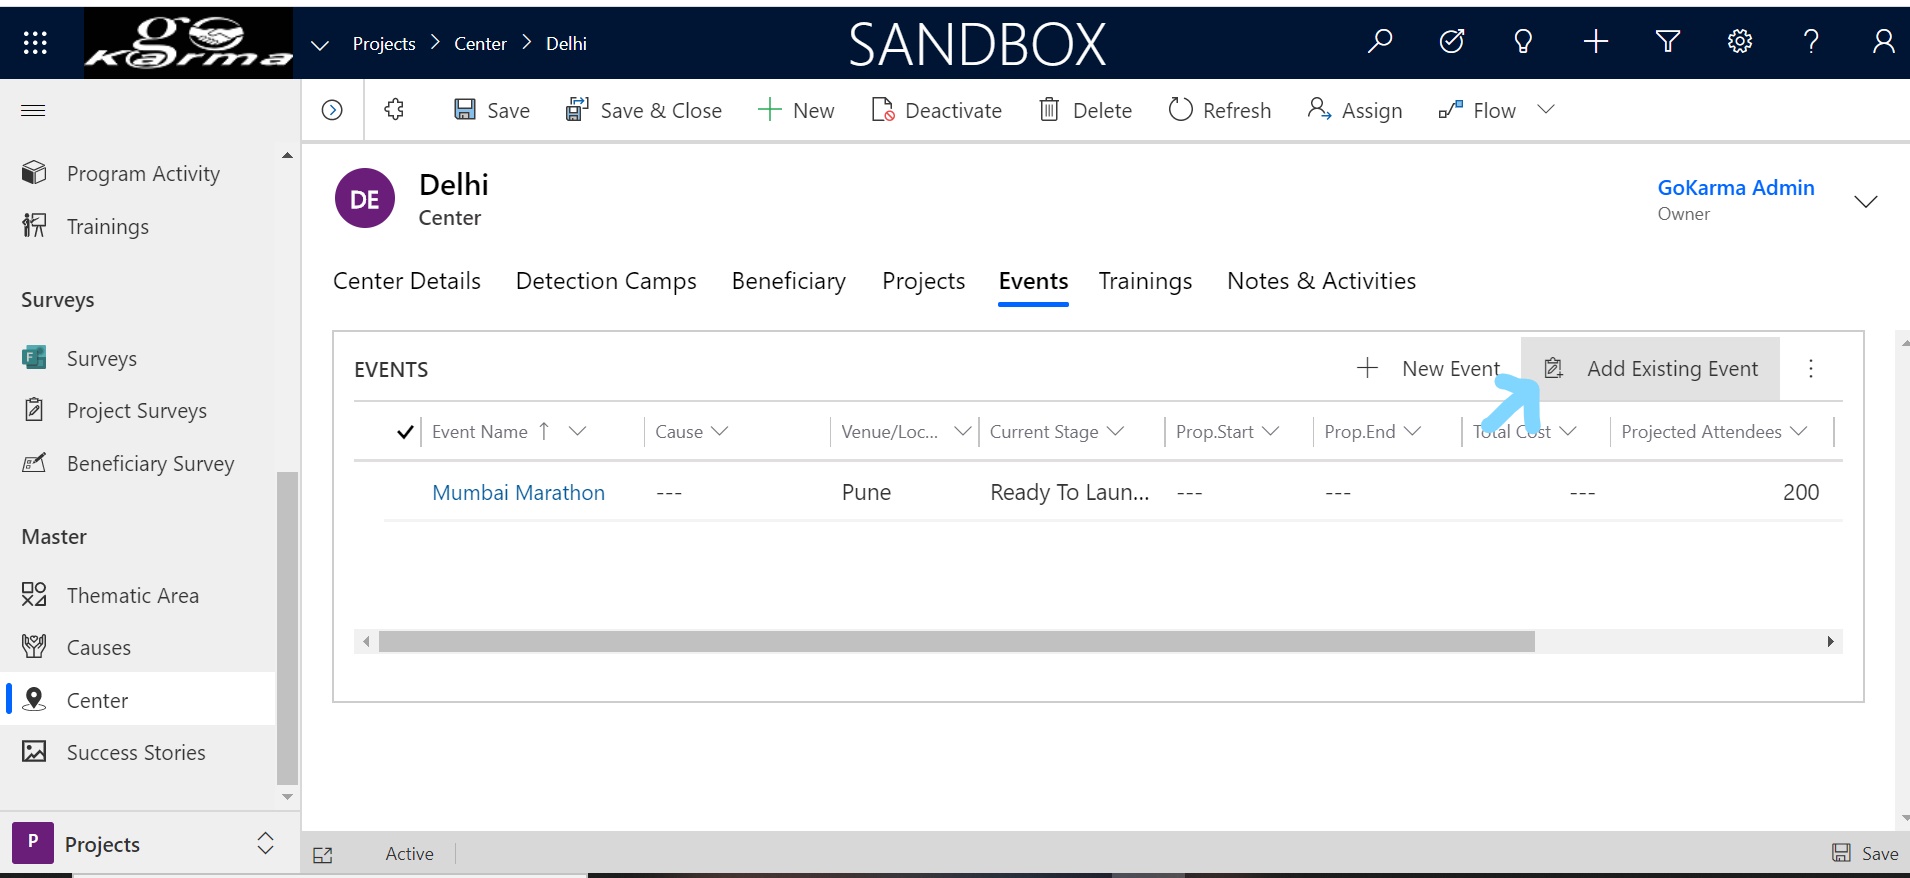 go karma
Projects > Center > Delhi
SANDBOX
Save
Save & Close
New
Deactivate
Delete
Refresh
Assign
Flow
Program Activity
Trainings
Surveys
Surveys
Project Surveys
Beneficiary Survey
Master
Thematic Area
Causes
Center
Success Stories
P Projects
DE
Delhi
Center
GoKarma Admin
Owner
Center Details Detection Camps Beneficiary Projects Events Trainings Notes & Activities
EVENTS
New Event
Add Existing Event
Event Name Cause Venue/Loc... Current Stage Prop.Start Prop.End Total Cost Projected Attendees
Mumbai Marathon --- Pune Ready To Laun... --- --- --- 200
Active
Save